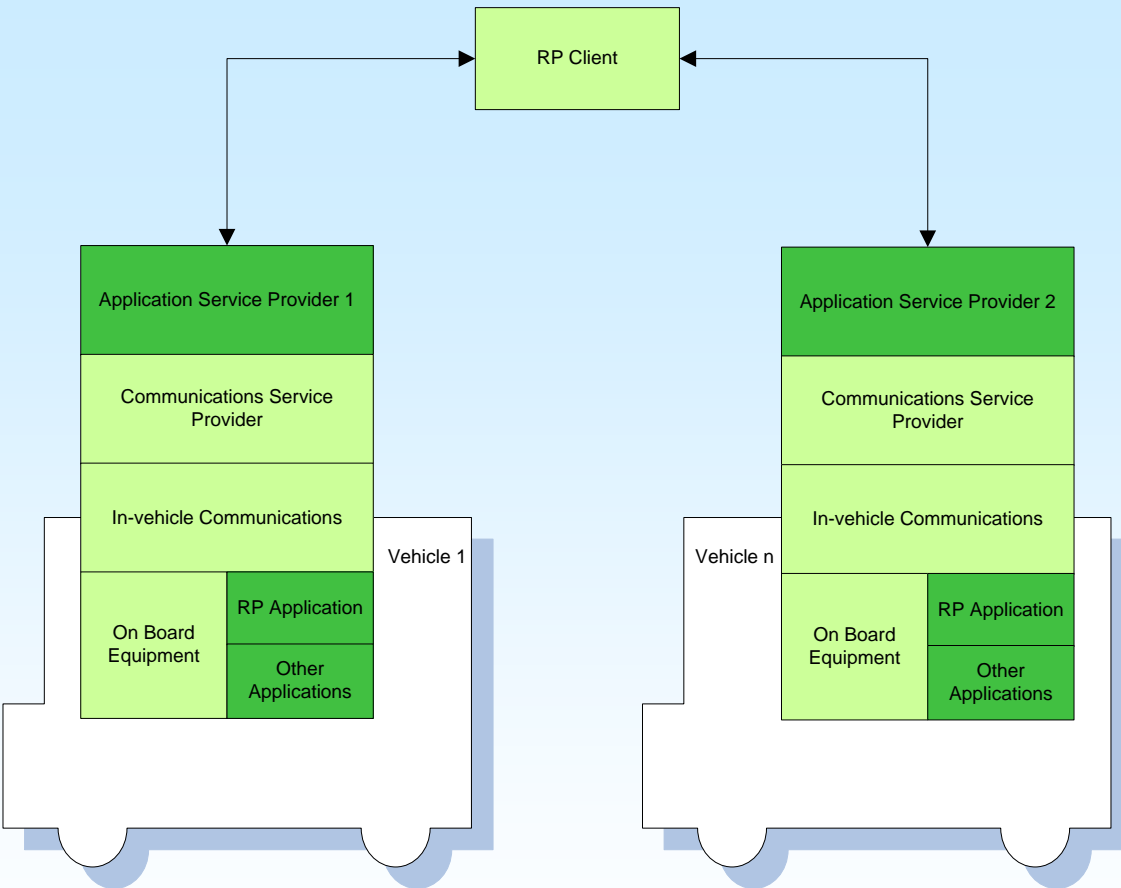 RP Client
Application Service Provider 1
Communications Service
Provider
In-vehicle Communications
Vehicle 1
On Board
Equipment
RP Application
Other
Applications
Application Service Provider 2
Communications Service
Provider
In-vehicle Communications
Vehicle n
On Board
Equipment
RP Application
Other
Applications